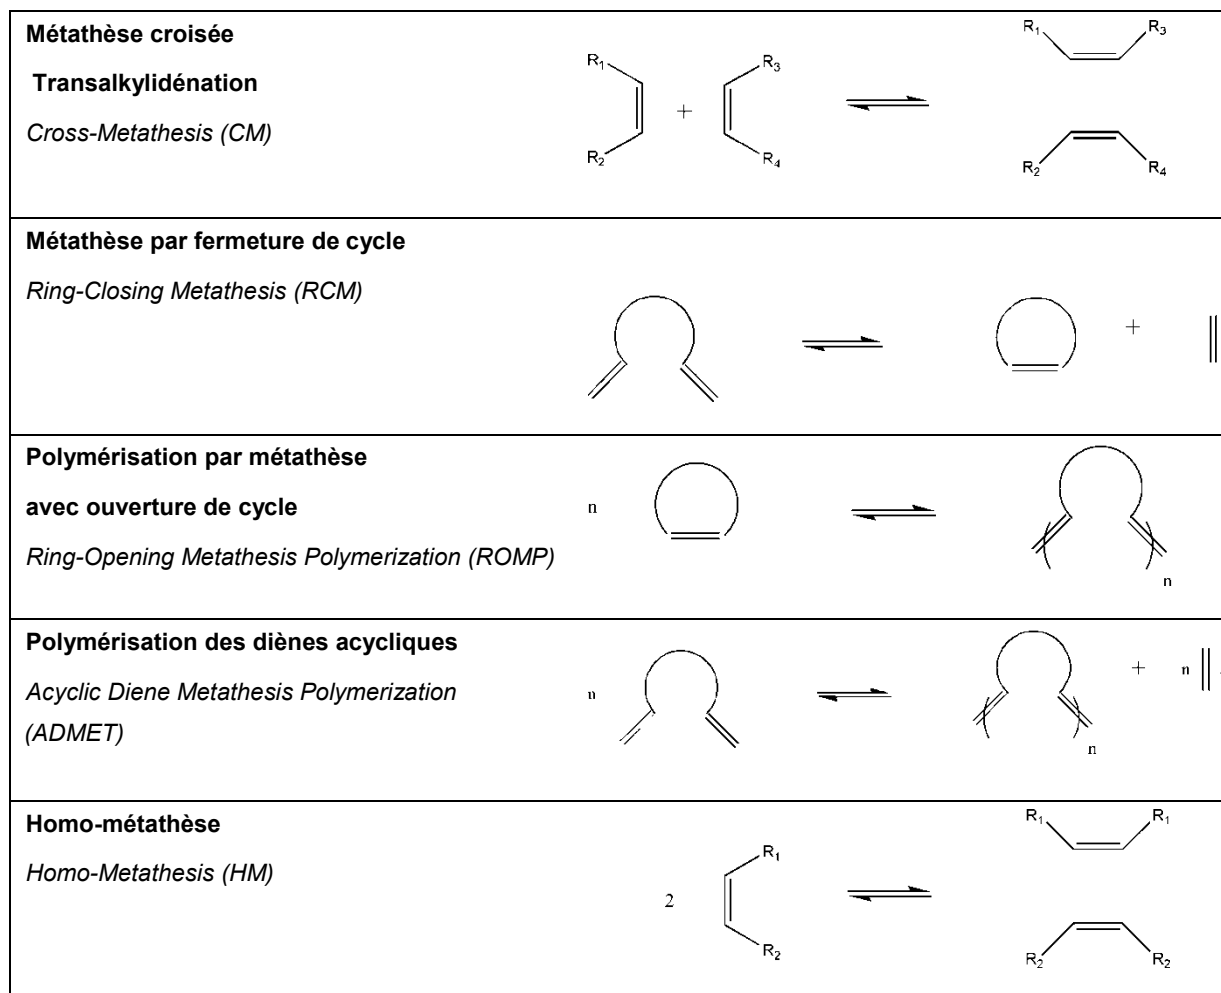 Métathèse croisée
Transalkylidénation
Cross-Metathesis (CM)
R1 R3
R1 R3
+
R2 R4
R2 R4
Métathèse par fermeture de cycle
Ring-Closing Metathesis (RCM)
+
Polymérisation par métathèse
avec ouverture de cycle
Ring-Opening Metathesis Polymerization (ROMP)
n
n
Polymérisation des diènes acycliques
Acyclic Diene Metathesis Polymerization
(ADMET)
n
+ n
n
Homo-métathèse
Homo-Metathesis (HM)
R1 R1
R1
2
R2
R2 R2